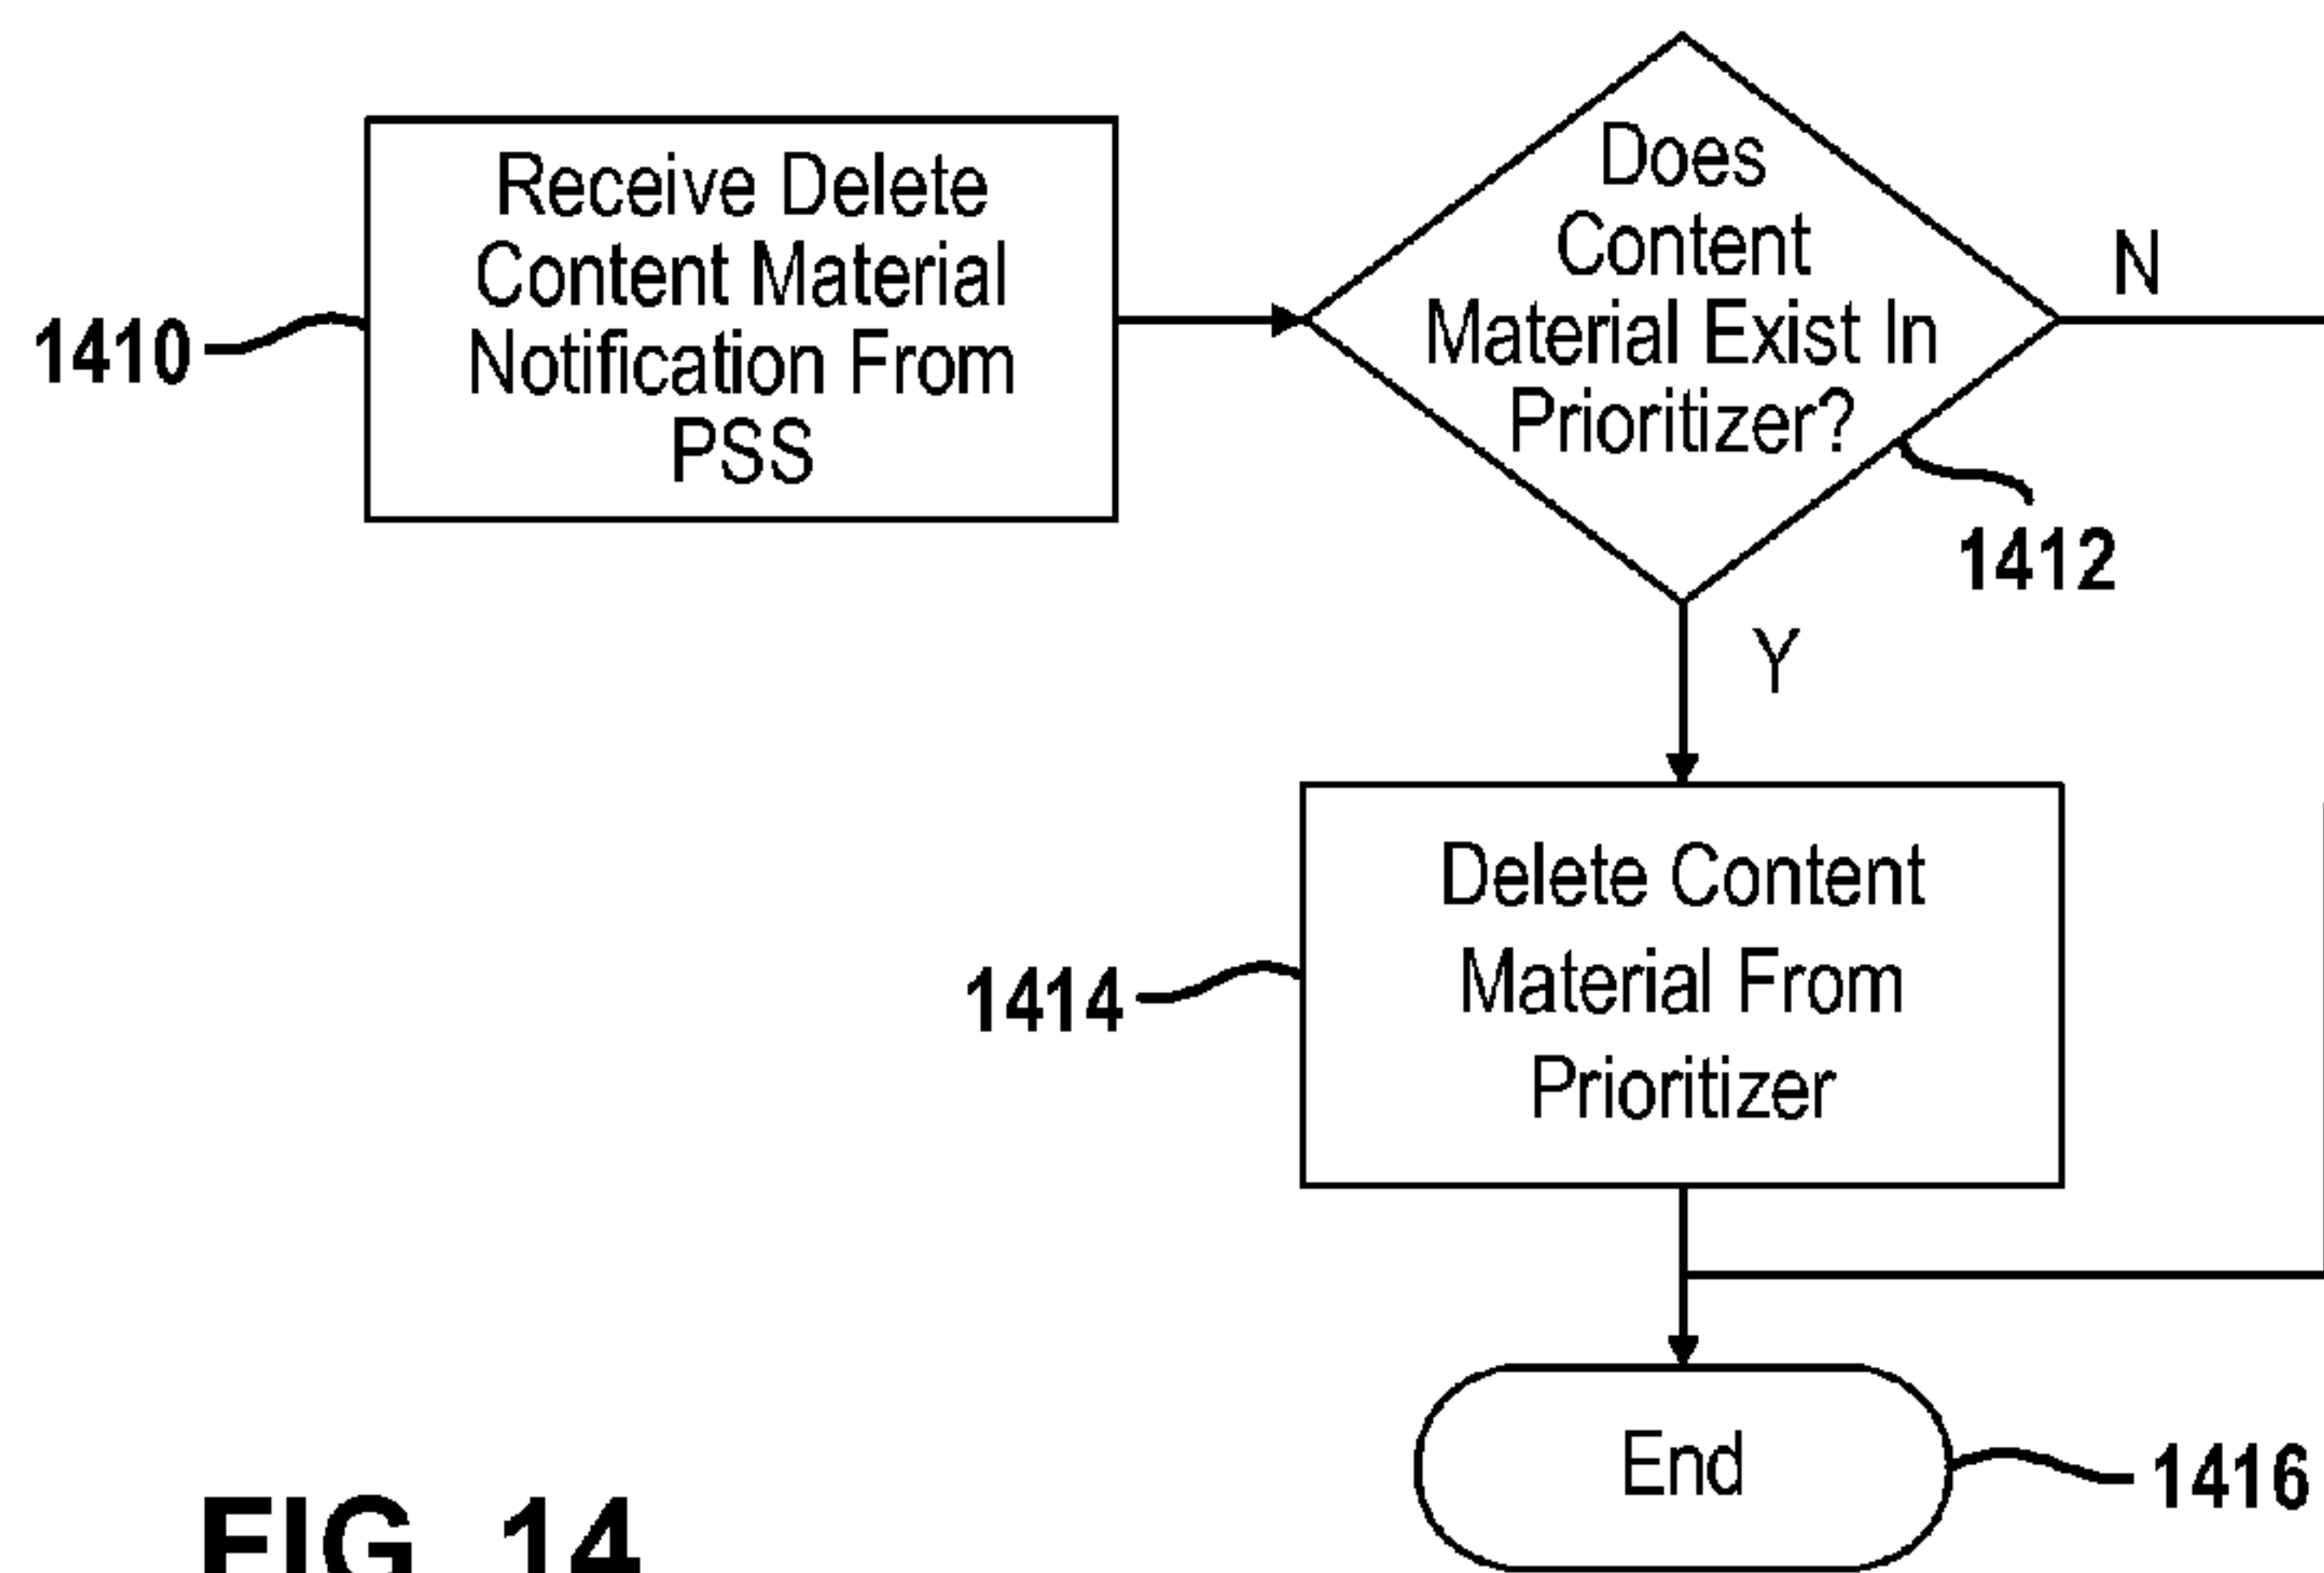 Receive Delete
Content Material
Notification From
PSS
1410
Does
Content
Material Exist In
Prioritizer?
N
1412
Y
Delete Content
Material From
Prioritizer
1414
End
1416
FIG. 14